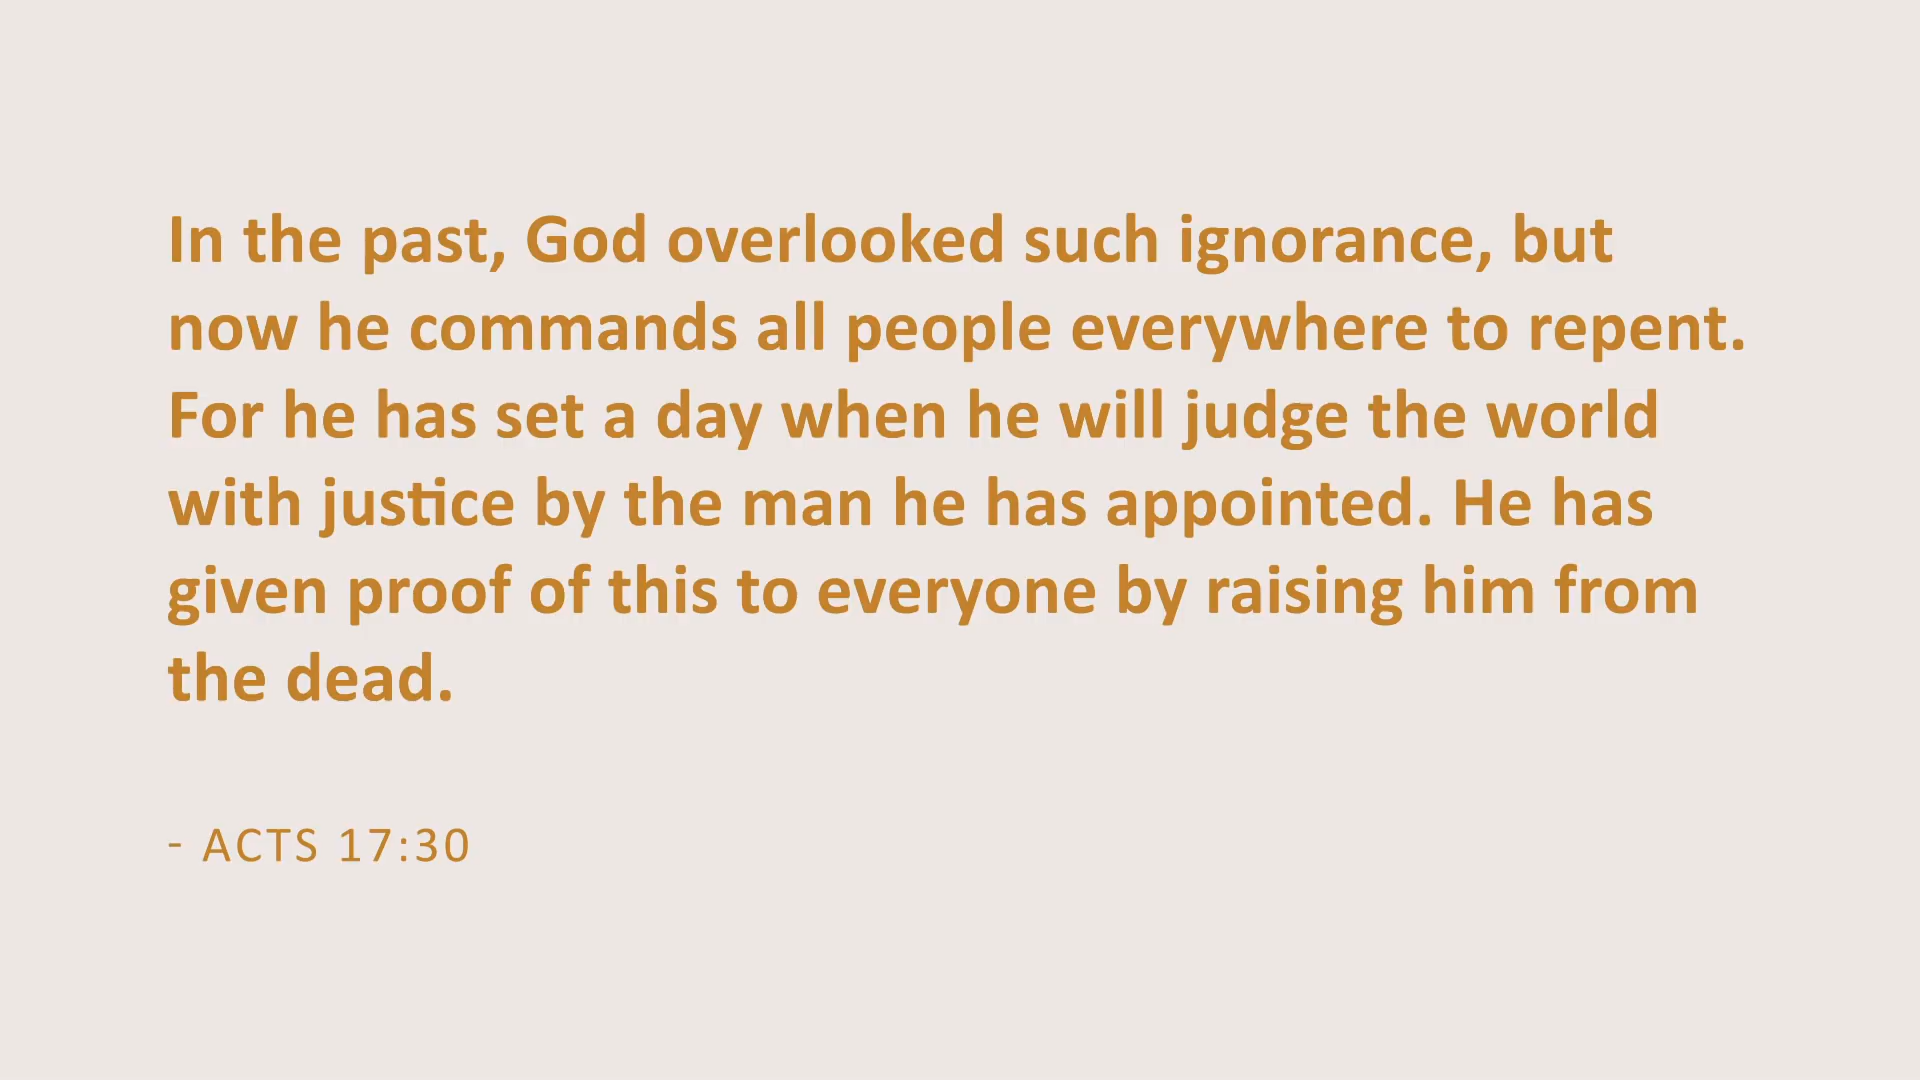 In the past, God overlooked such ignorance, but
now he commands all people everywhere to repent.
For he has set a day when he will judge the world
with justice by the man he has appointed. He has
given proof of this to everyone by raising him from
the dead.
- ACTS 17:30